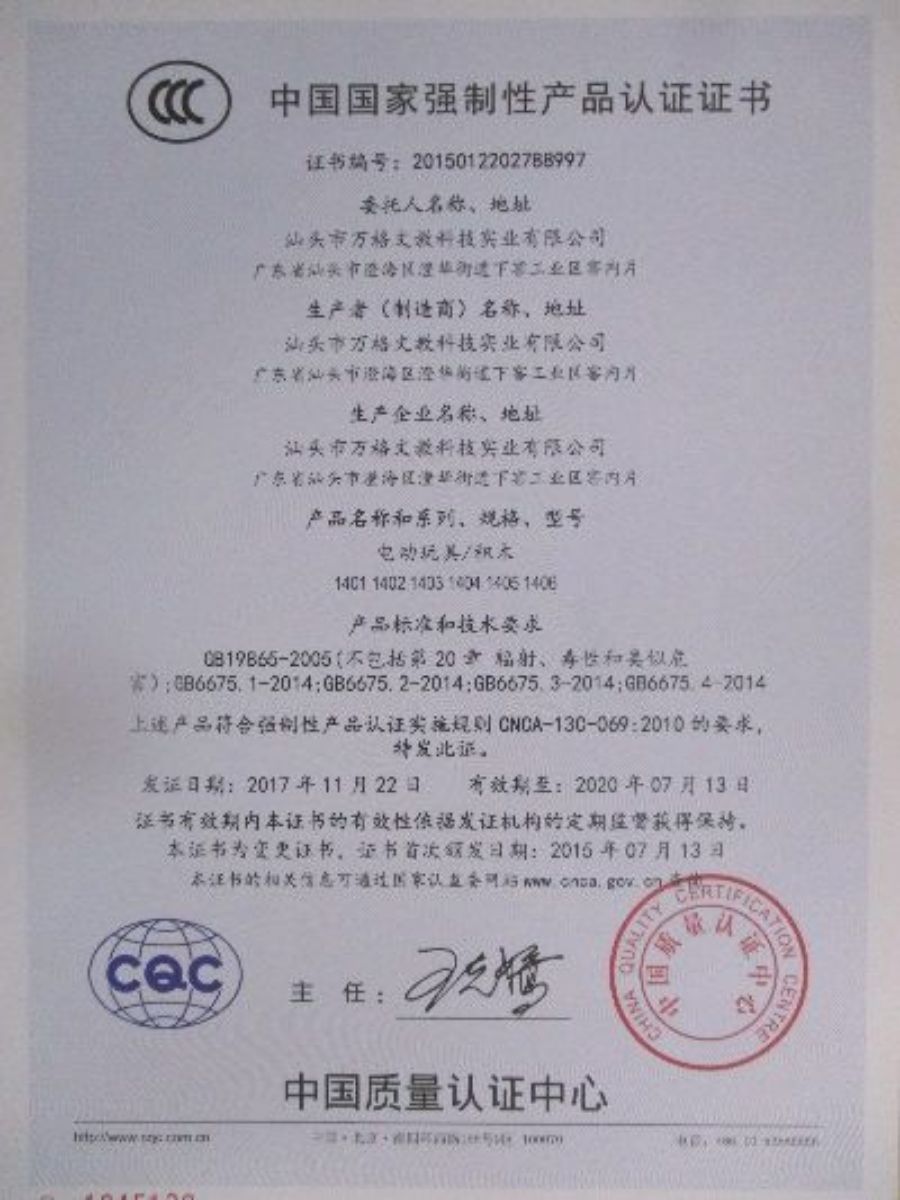 CCC
中国国家强制性产品认证证书
证书编号：2015012202788997
委托人名称、地址
汕头市万格文教科技实业有限公司
广东省汕头市澄海区澄华街道下窖工业区窖内片
生产者（制造商）名称、地址
汕头市万格文教科技实业有限公司
广东省汕头市澄海区澄华街道下窖工业区窖内片
生产企业名称、地址
汕头市万格文教科技实业有限公司
广东省汕头市澄海区澄华街道下窖工业区窖内片
产品名称和系列、规格、型号
电动玩具/积木
1401 1402 1403 1404 1405 1406
产品标准和技术要求
GB19865-2005(不包括第 20 章 辐射、毒性和类似危
害);GB6675.1-2014;GB6675.2-2014;GB6675.3-2014;GB6675.4-2014
上述产品符合强制性产品认证实施规则 CNCA-13C-069:2010 的要求，
特发此证。
发证日期：2017 年 11 月 22 日 有效期至：2020 年 07 月 13 日
证书有效期内本证书的有效性依据发证机构的定期监督获得保持。
本证书为变更证书，证书首次颁发日期：2015 年 07 月 13 日
本证书的相关信息可通过国家认监委网站 www.cnca.gov.cn 查询
CHINA QUALITY CERTIFICATION CENTRE
中国质量认证中心
CQC
主 任：
中国质量认证中心
http://www.cqc.com.cn